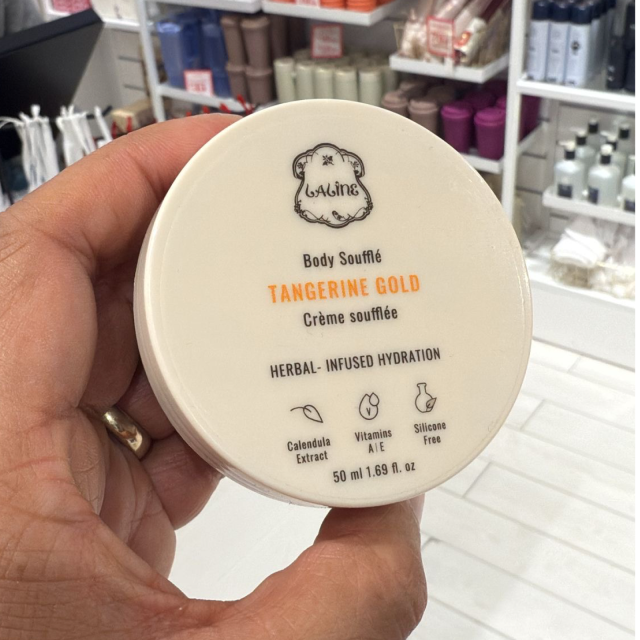 LALINE
Body Soufflé
TANGERINE GOLD
Crème soufflée
HERBAL- INFUSED HYDRATION
Calendula
Extract
Vitamins
A|E
Silicone
Free
50 ml 1.69 fl. oz